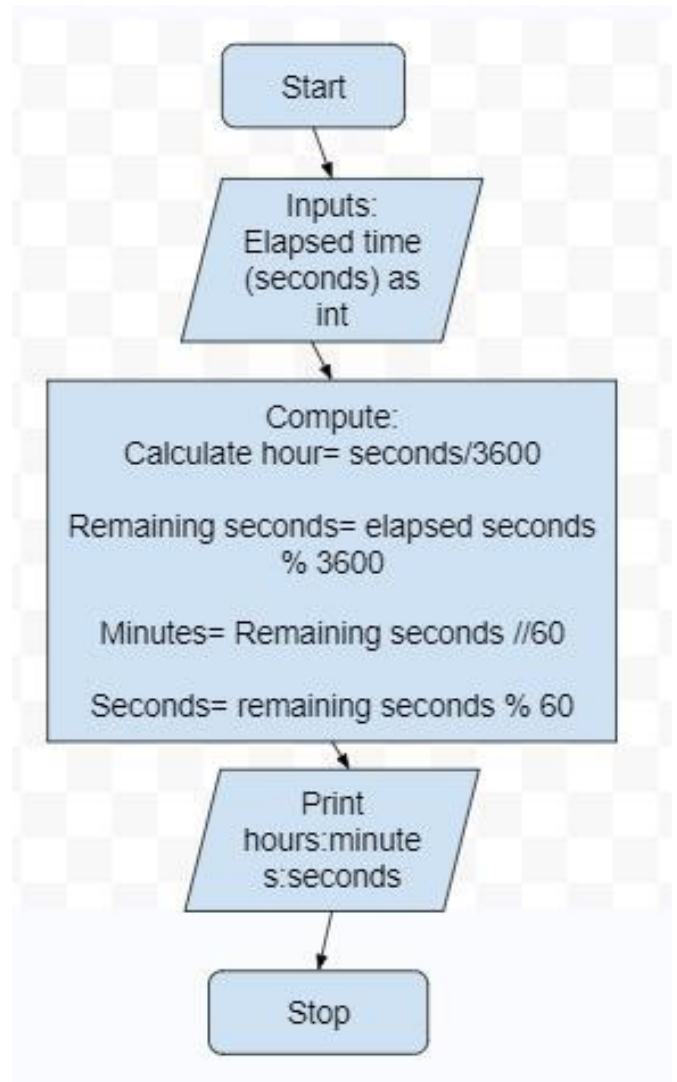 Start
Inputs:
Elapsed time
(seconds) as
int
Compute:
Calculate hour= seconds/3600
Remaining seconds= elapsed seconds
% 3600
Minutes= Remaining seconds //60
Seconds= remaining seconds % 60
Print
hours:minute
s:seconds
Stop